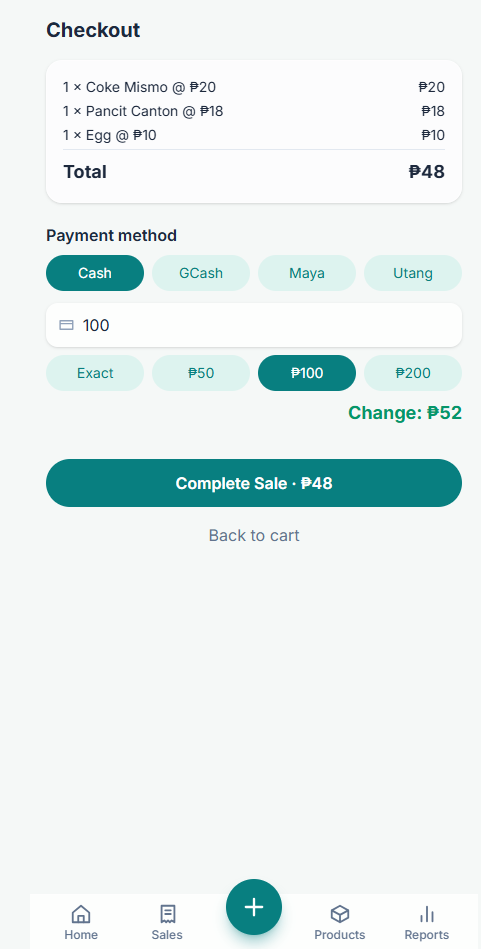 Checkout
1 × Coke Mismo @ ₱20 ₱20
1 × Pancit Canton @ ₱18 ₱18
1 × Egg @ ₱10 ₱10
Total ₱48
Payment method
Cash GCash Maya Utang
100
Exact ₱50 ₱100 ₱200
Change: ₱52
Complete Sale · ₱48
Back to cart
Home Sales Products Reports